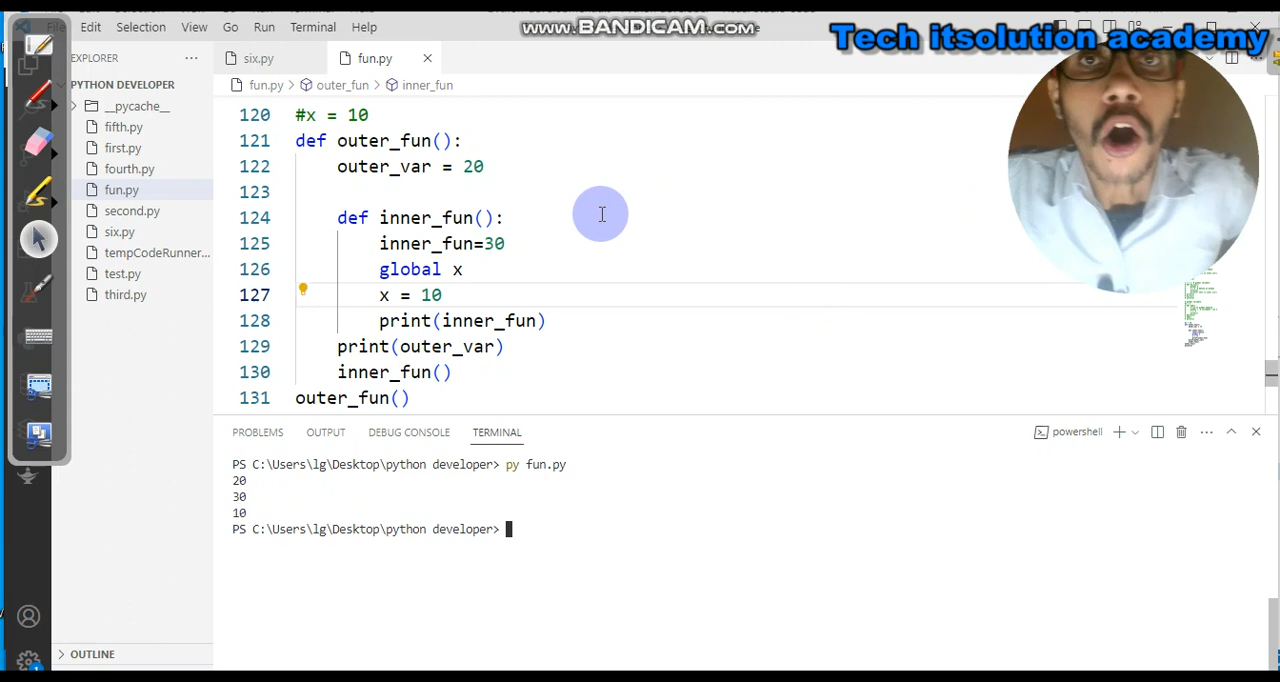 File Edit Selection View Go Run Terminal Help
www.BANDICAM.com
Tech itsolution academy
EXPLORER
six.py
fun.py
PYTHON DEVELOPER
fun.py > outer_fun > inner_fun
__pycache__
fifth.py
first.py
fourth.py
fun.py
second.py
six.py
tempCodeRunner...
test.py
third.py
120 #x = 10
121 def outer_fun():
122 outer_var = 20
123
124 def inner_fun():
125 inner_fun=30
126 global x
127 x = 10
128 print(inner_fun)
129 print(outer_var)
130 inner_fun()
131 outer_fun()
PROBLEMS OUTPUT DEBUG CONSOLE TERMINAL
powershell
PS C:\Users\lg\Desktop\python developer> py fun.py
20
30
10
PS C:\Users\lg\Desktop\python developer>
OUTLINE